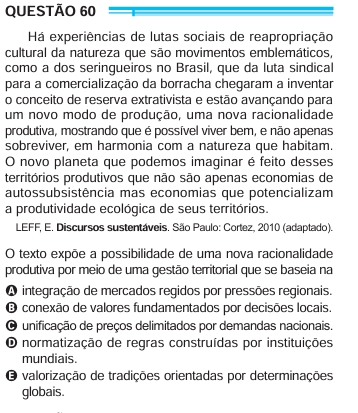 QUESTÃO 60
Há experiências de lutas sociais de reapropriação
cultural da natureza que são movimentos emblemáticos,
como a dos seringueiros no Brasil, que da luta sindical
para a comercialização da borracha chegaram a inventar
o conceito de reserva extrativista e estão avançando para
um novo modo de produção, uma nova racionalidade
produtiva, mostrando que é possível viver bem, e não apenas
sobreviver, em harmonia com a natureza que habitam.
O novo planeta que podemos imaginar é feito desses
territórios produtivos que não são apenas economias de
autossubsistência mas economias que potencializam
a produtividade ecológica de seus territórios.
LEFF, E. Discursos sustentáveis. São Paulo: Cortez, 2010 (adaptado).
O texto expõe a possibilidade de uma nova racionalidade
produtiva por meio de uma gestão territorial que se baseia na
A integração de mercados regidos por pressões regionais.
B conexão de valores fundamentados por decisões locais.
C unificação de preços delimitados por demandas nacionais.
D normatização de regras construídas por instituições
mundiais.
E valorização de tradições orientadas por determinações
globais.